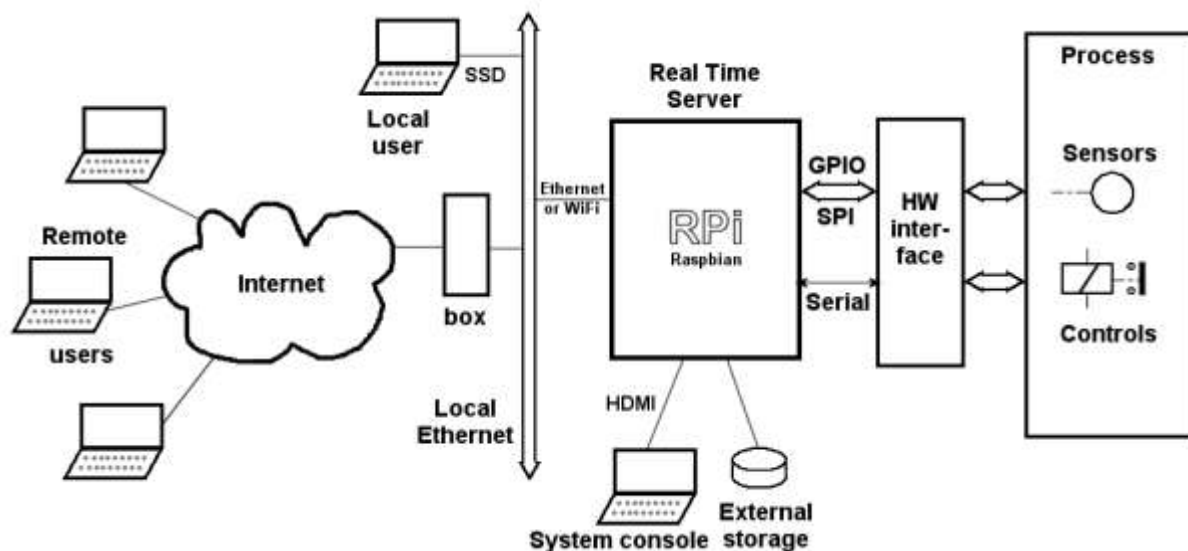 SSD
Local
user
Remote
users
Internet
box
Local
Ethernet
Ethernet
or WiFi
Real Time
Server
RPi
Raspbian
HDMI
System console
External
storage
GPIO
SPI
Serial
HW
inter-
face
Process
Sensors
Controls